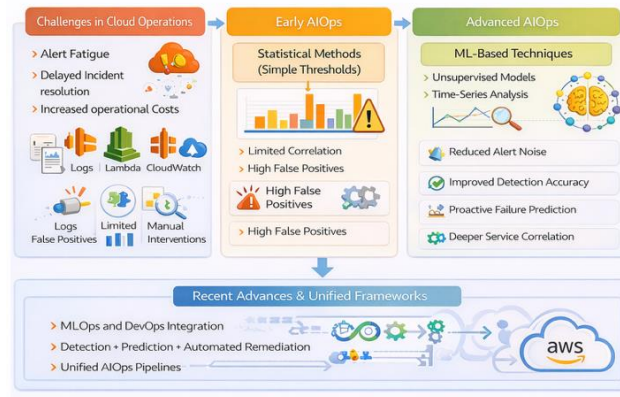 Challenges in Cloud Operations
Alert Fatigue
Delayed Incident
resolution
Increased operational Costs
Logs
Lambda
CloudWatch
Logs
False Positives
Limited
Manual
Interventions
Early AIOps
Statistical Methods
(Simple Thresholds)
Limited Correlation
High False Positives
High False
Positives
High False Positives
Advanced AIOps
ML-Based Techniques
Unsupervised Models
Time-Series Analysis
Reduced Alert Noise
Improved Detection Accuracy
Proactive Failure Prediction
Deeper Service Correlation
Recent Advances & Unified Frameworks
MLOps and DevOps Integration
Detection + Prediction + Automated Remediation
Unified AIOps Pipelines
aws